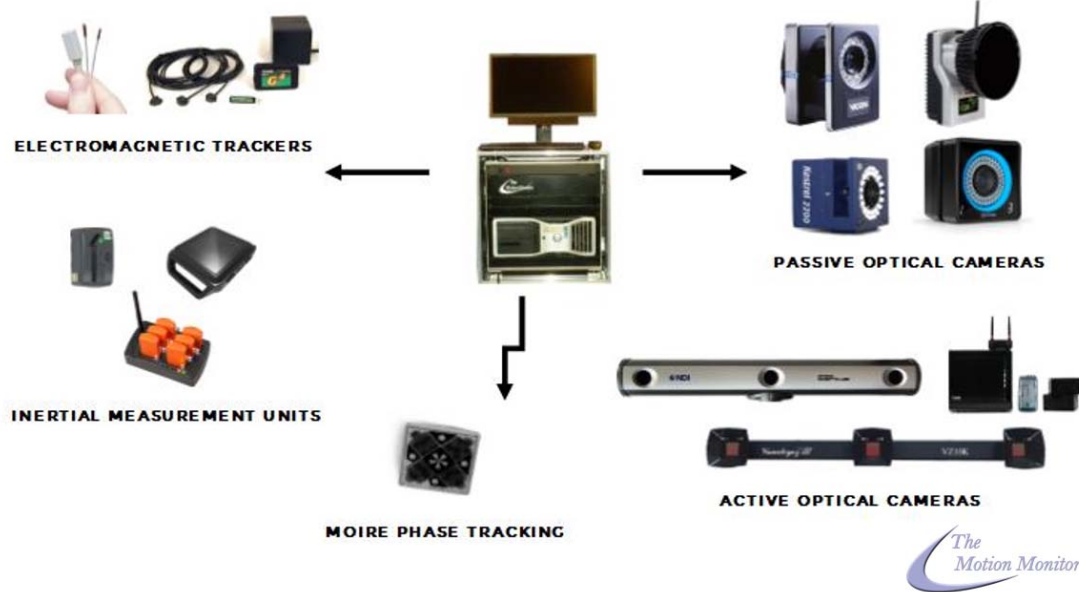 ELECTROMAGNETIC TRACKERS
VICON
Kestrel 2200
PASSIVE OPTICAL CAMERAS
INERTIAL MEASUREMENT UNITS
NDI
VZ10K
ACTIVE OPTICAL CAMERAS
MOIRE PHASE TRACKING
The
Motion Monitor